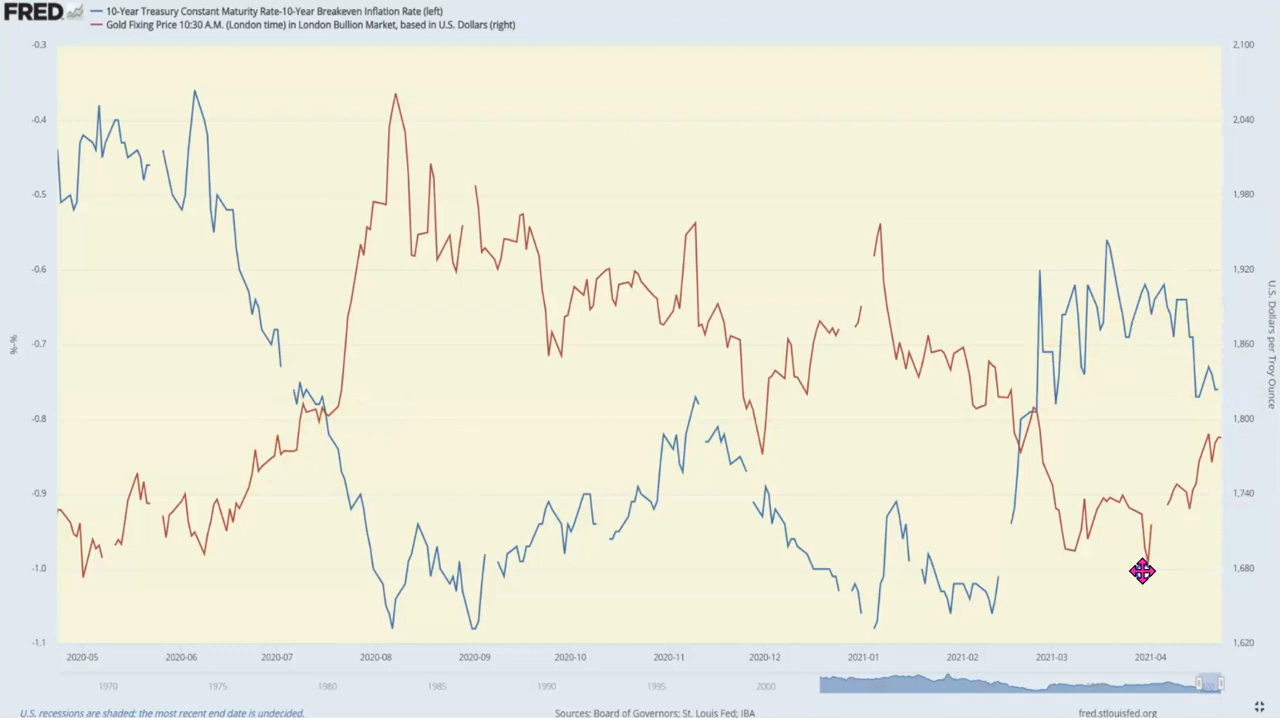 FRED
10-Year Treasury Constant Maturity Rate-10-Year Breakeven Inflation Rate (left)
Gold Fixing Price 10:30 A.M. (London time) in London Bullion Market, based in U.S. Dollars (right)
-0.3
-0.4
-0.5
-0.6
-0.7
-0.8
-0.9
-1.0
-1.1
%-%
2,100
2,040
1,980
1,920
1,860
1,800
1,740
1,680
1,620
U.S. Dollars per Troy Ounce
2020-05 2020-06 2020-07 2020-08 2020-09 2020-10 2020-11 2020-12 2021-01 2021-02 2021-03 2021-04
1970 1975 1980 1985 1990 1995 2000
U.S. recessions are shaded; the most recent end date is undecided.
Sources: Board of Governors; St. Louis Fed; IBA
fred.stlouisfed.org